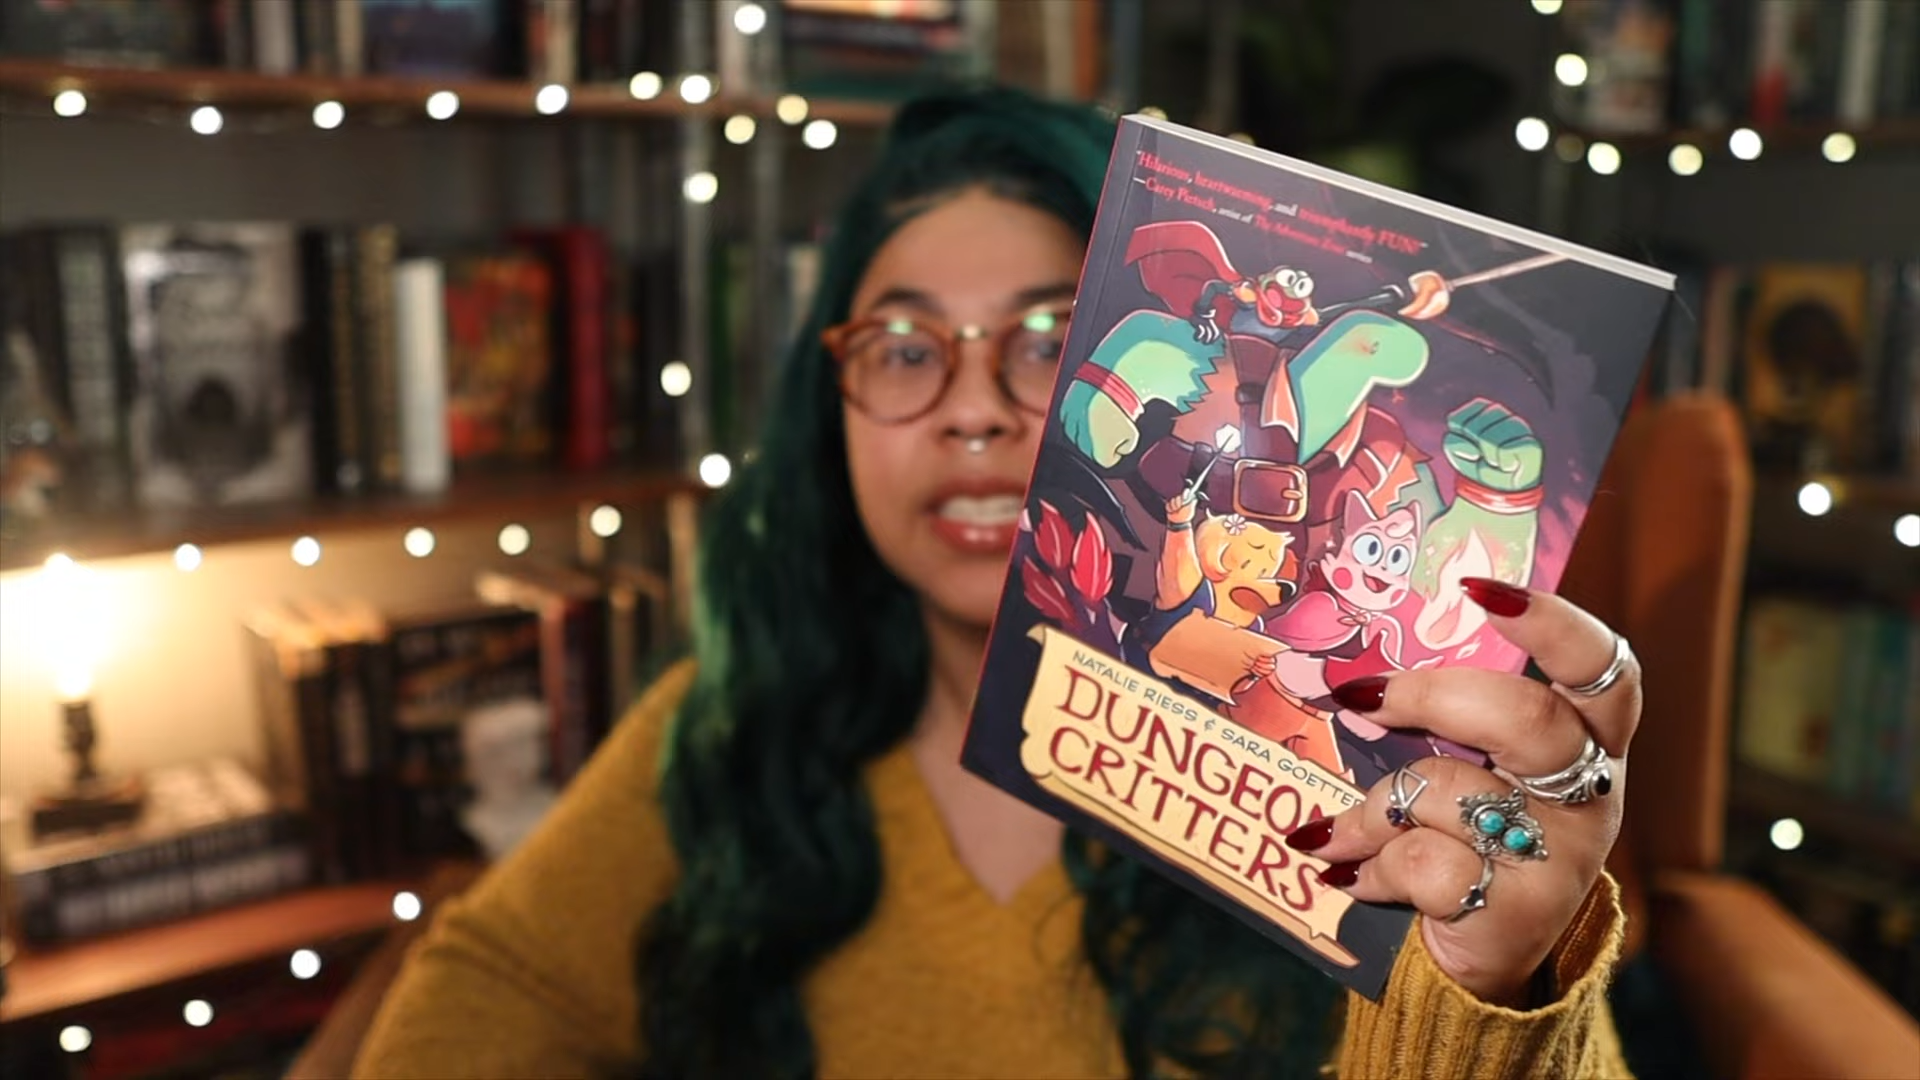 "Hilarious, heartwarming, and triumphantly FUN!"
—Carey Pietsch, artist of The Adventure Zone series
NATALIE RIESS & SARA GOETTER
DUNGEON
CRITTERS